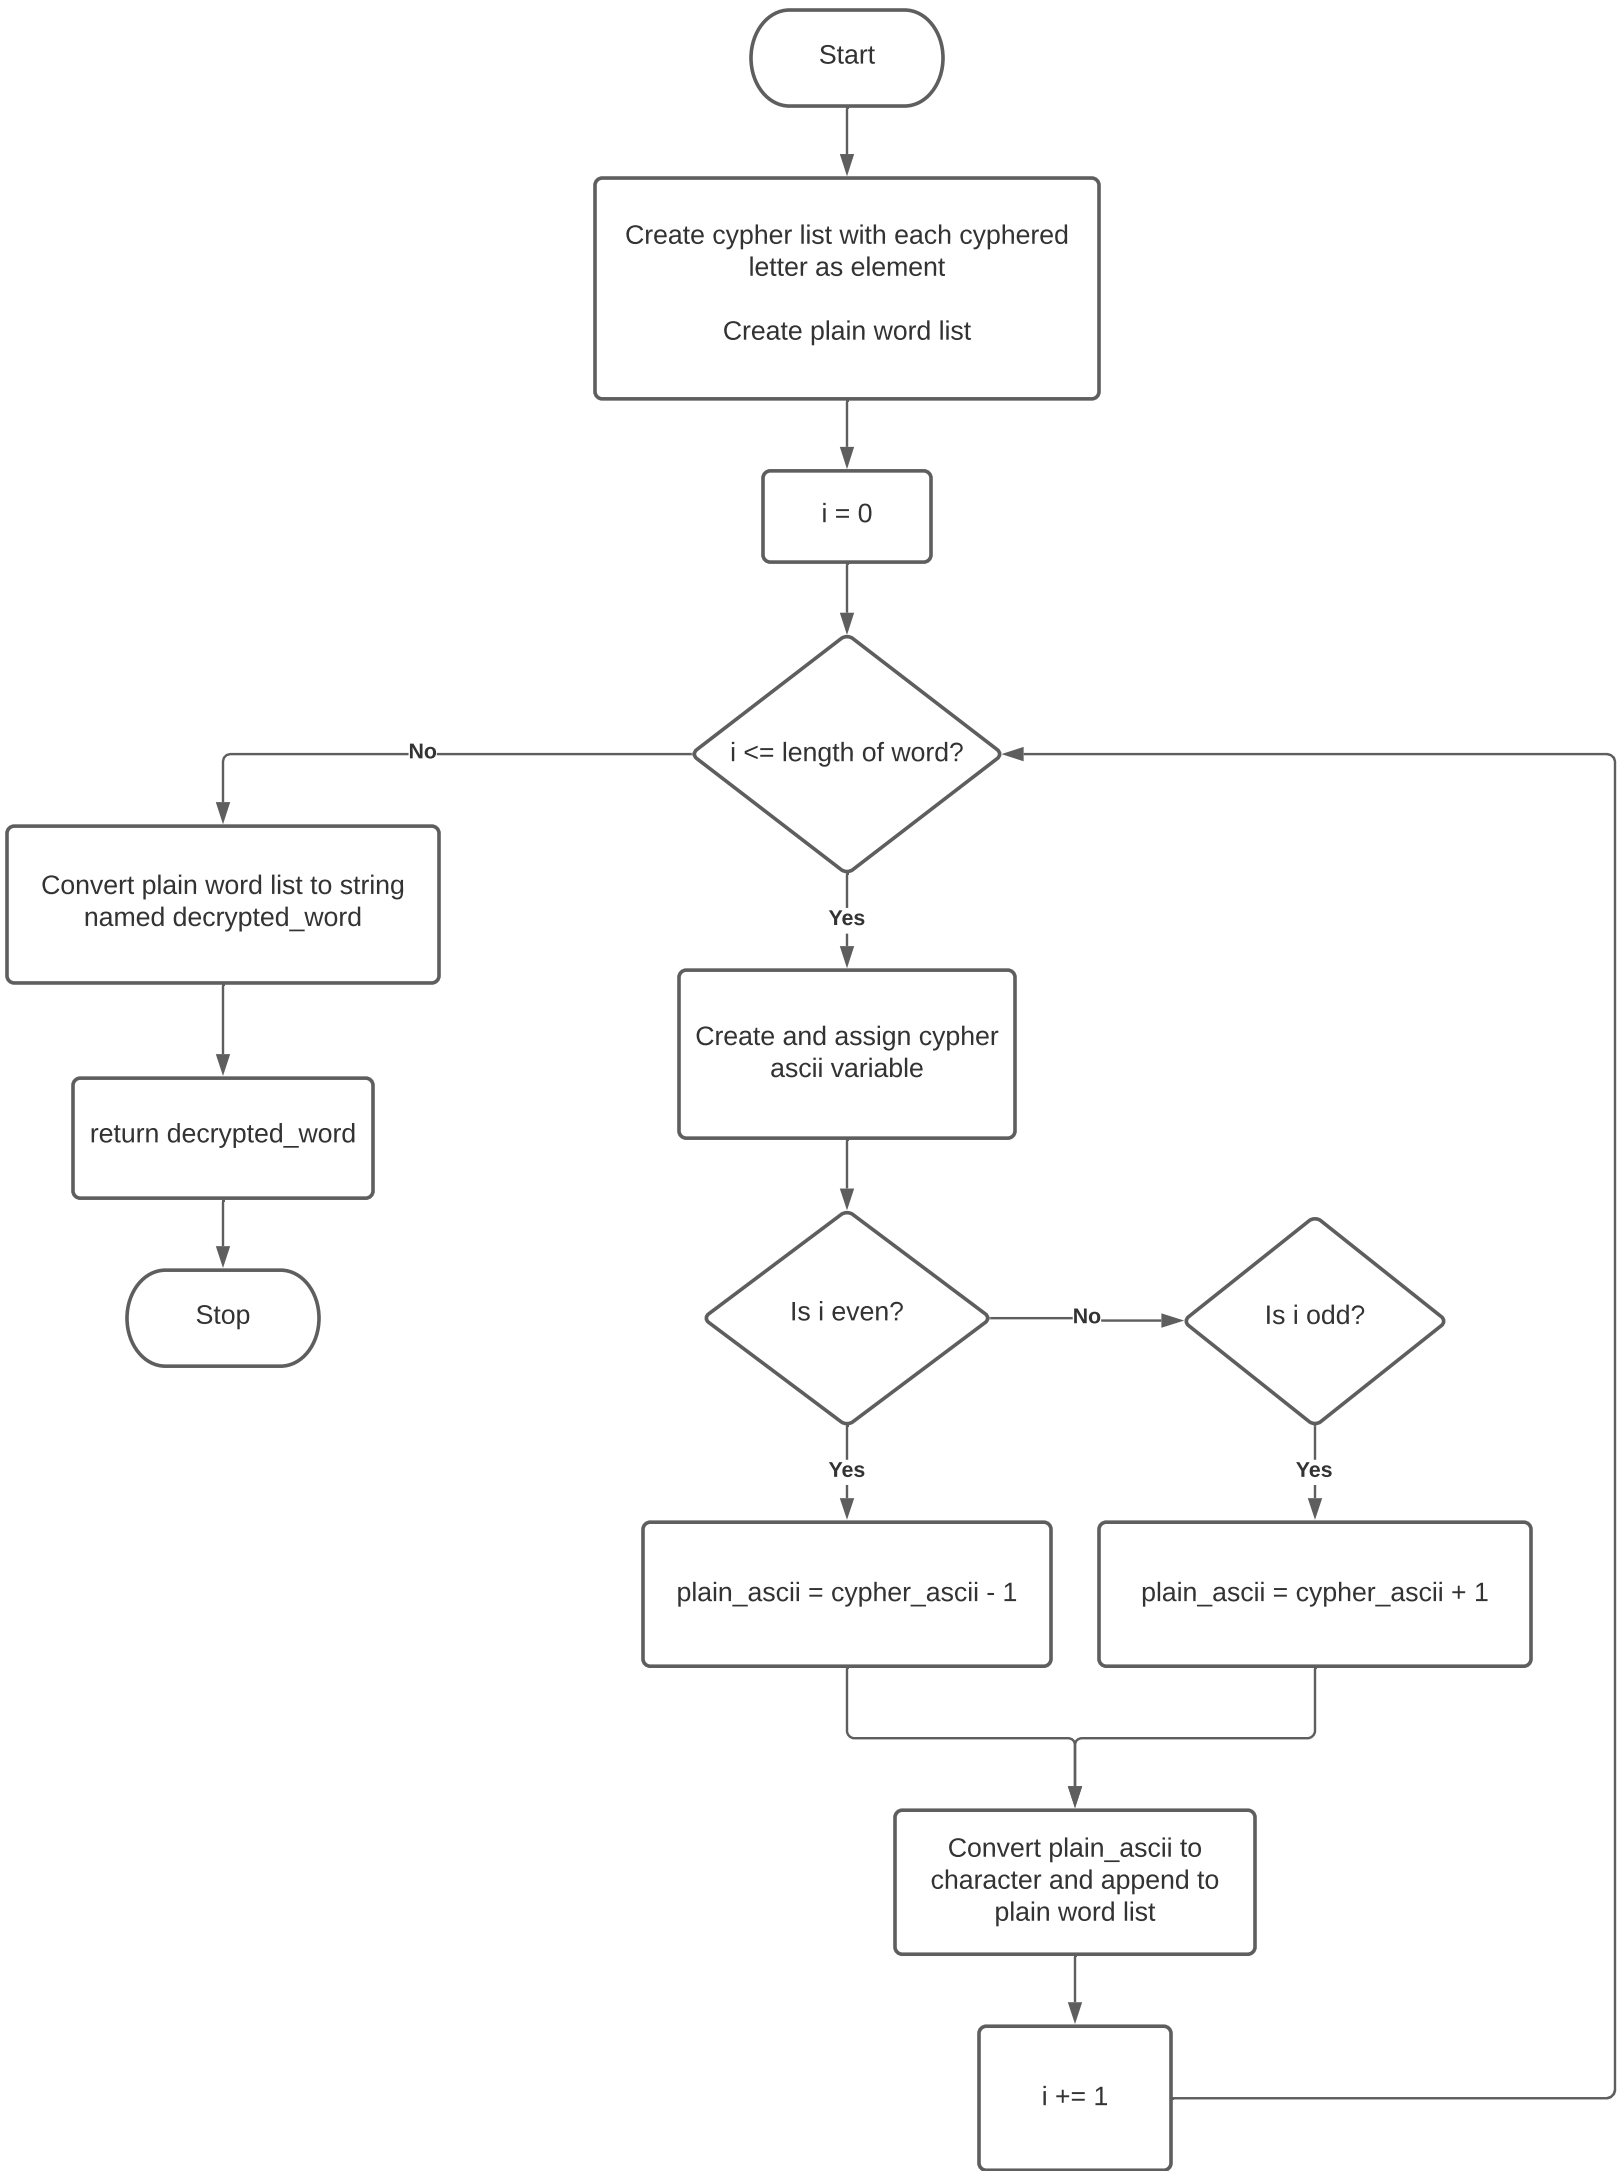 Start
Create cypher list with each cyphered
letter as element
Create plain word list
i = 0
i <= length of word?
No
Yes
Convert plain word list to string
named decrypted_word
return decrypted_word
Stop
Create and assign cypher
ascii variable
Is i even?
No
Is i odd?
Yes
Yes
plain_ascii = cypher_ascii - 1
plain_ascii = cypher_ascii + 1
Convert plain_ascii to
character and append to
plain word list
i += 1